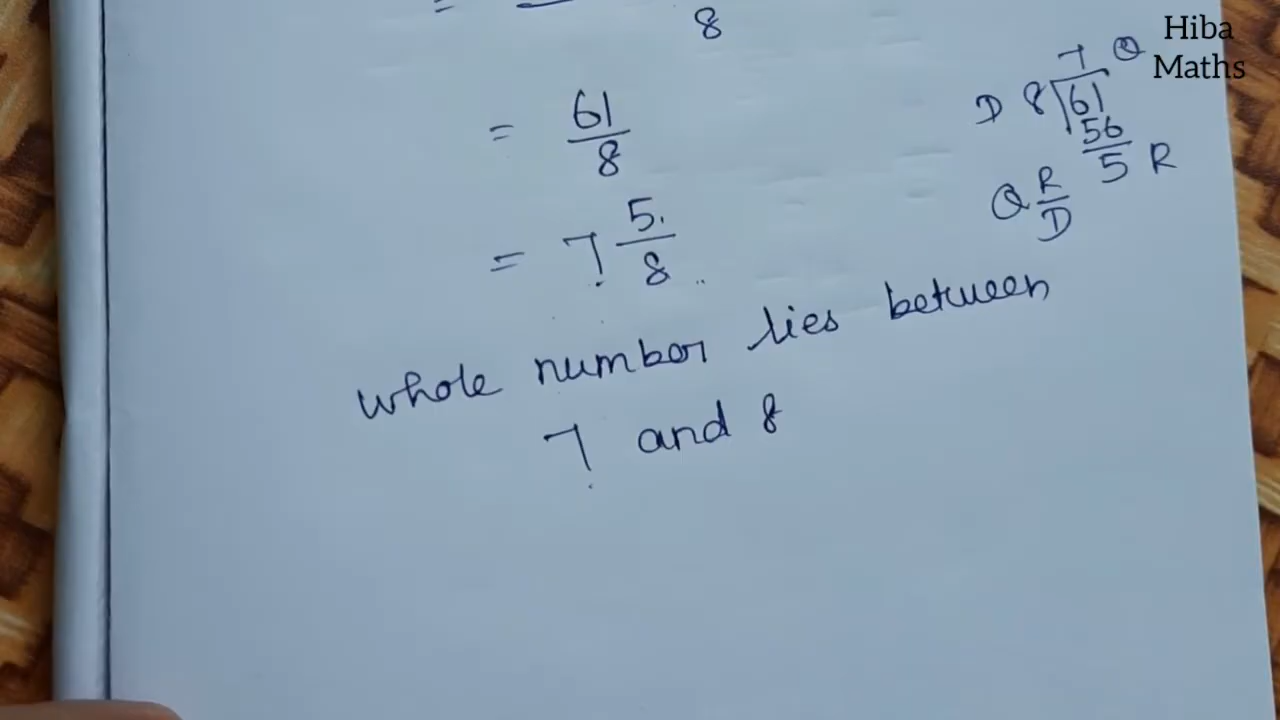 = 8
= 61/8
= 7 5/8
whole number lies between
7 and 8
7 Q
D 8)61
56
5 R
Q R/D
Hiba
Maths